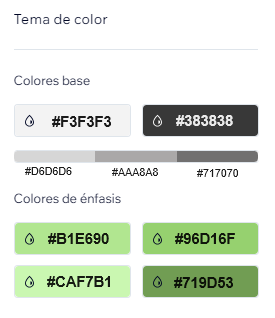 Tema de color
Colores base
#F3F3F3 #383838
#D6D6D6 #AAA8A8 #717070
Colores de énfasis
#B1E690 #96D16F
#CAF7B1 #719D53